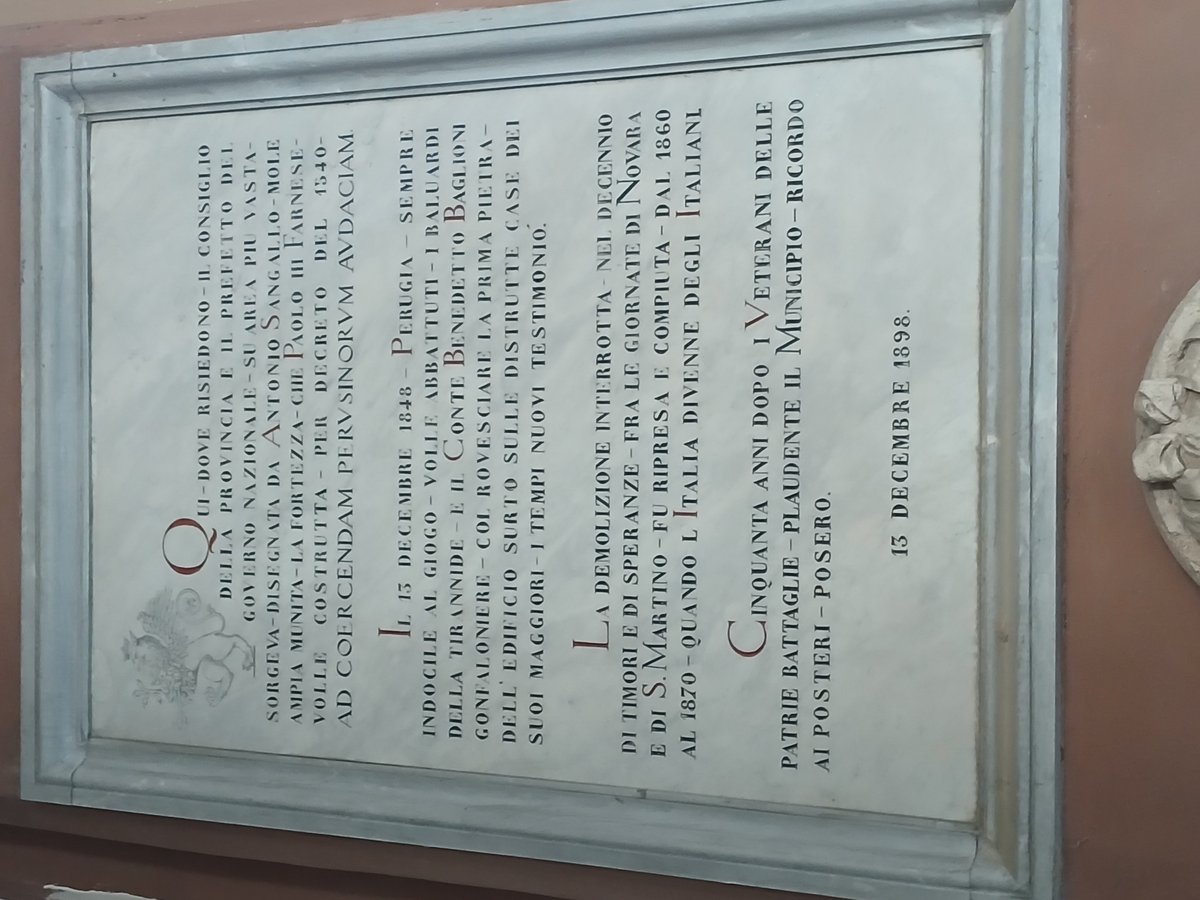 QUI-DOVE RISIEDONO-IL CONSIGLIO
DELLA PROVINCIA E IL PREFETTO DEL
GOVERNO NAZIONALE-SU AREA PIU VASTA-
SORGEVA-DISEGNATA DA ANTONIO SANGALLO-MOLE
AMPIA MUNITA-LA FORTEZZA-CHE PAOLO III FARNESE-
VOLLE COSTRUTTA-PER DECRETO DEL 1540-
AD COERCENDAM PERVSINORVM AVDACIAM.
IL 13 DECEMBRE 1848-PERUGIA-SEMPRE
INDOCILE AL GIOGO-VOLLE ABBATTUTI-I BALUARDI
DELLA TIRANNIDE-E IL CONTE BENEDETTO BAGLIONI
GONFALONIERE-COL ROVESCIARE LA PRIMA PIETRA-
DELL'EDIFICIO SURTO SULLE DISTRUTTE CASE DEI
SUOI MAGGIORI-I TEMPI NUOVI TESTIMONIÓ.
LA DEMOLIZIONE INTERROTTA-NEL DECENNIO
DI TIMORI E DI SPERANZE-FRA LE GIORNATE DI NOVARA
E DI S.MARTINO-FU RIPRESA E COMPIUTA-DAL 1860
AL 1870-QUANDO L ITALIA DIVENNE DEGLI ITALIANI.
CINQUANTA ANNI DOPO I VETERANI DELLE
PATRIE BATTAGLIE-PLAUDENTE IL MUNICIPIO-RICORDO
AI POSTERI-POSERO.
13 DECEMBRE 1898.